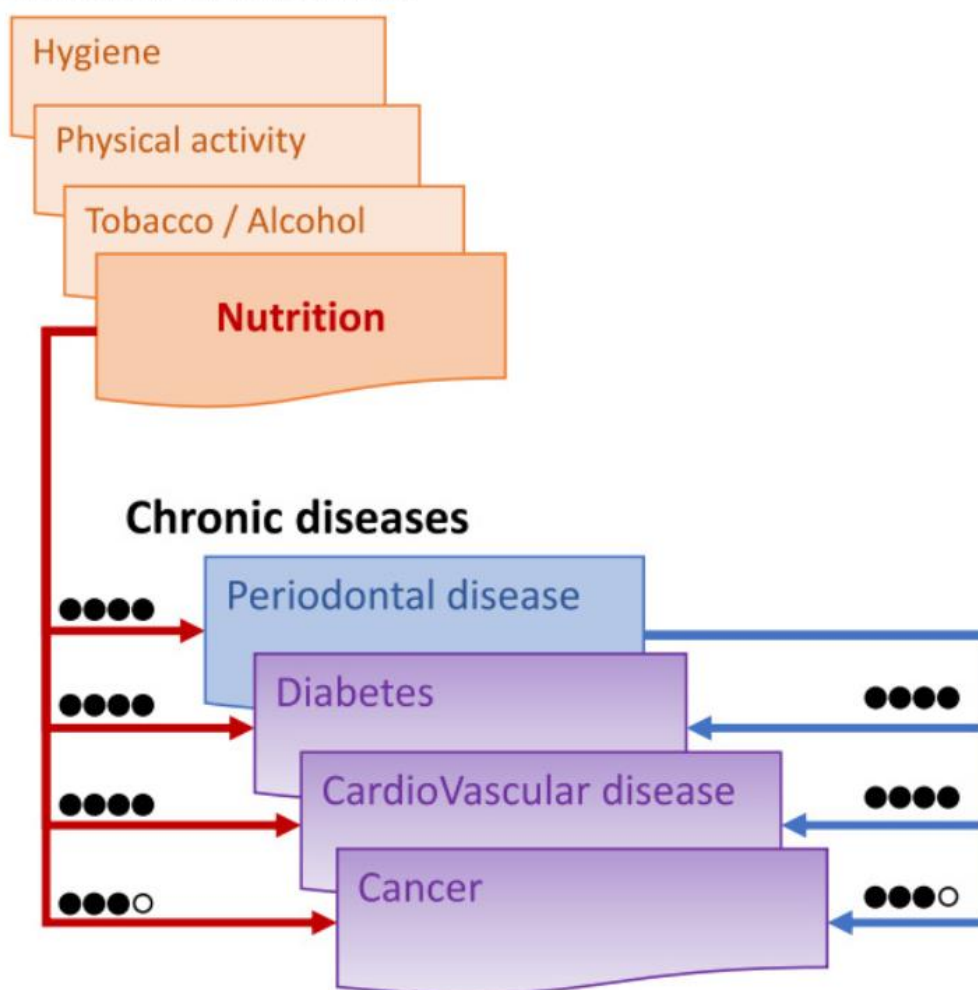 Hygiene
Physical activity
Tobacco / Alcohol
Nutrition
Chronic diseases
Periodontal disease
Diabetes
CardioVascular disease
Cancer